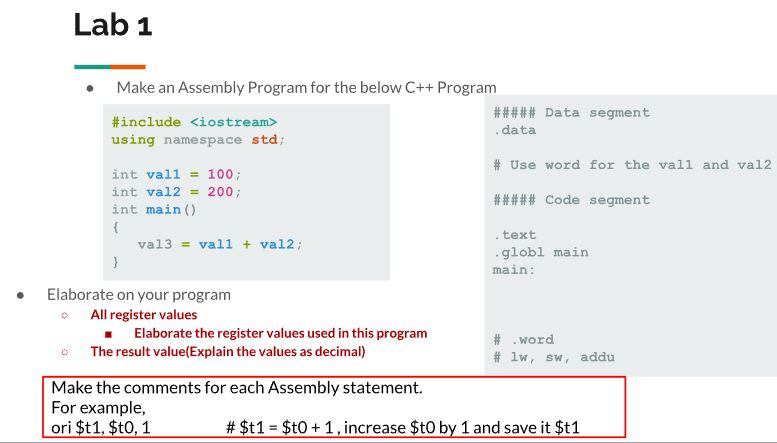 Lab 1
● Make an Assembly Program for the below C++ Program
#include <iostream>
using namespace std;
int val1 = 100;
int val2 = 200;
int main()
{
val3 = val1 + val2;
}
##### Data segment
.data
# Use word for the val1 and val2
##### Code segment
.text
.globl main
main:
# .word
# lw, sw, addu
● Elaborate on your program
○ All register values
■ Elaborate the register values used in this program
○ The result value(Explain the values as decimal)
Make the comments for each Assembly statement.
For example,
ori $t1, $t0, 1 # $t1 = $t0 + 1 , increase $t0 by 1 and save it $t1